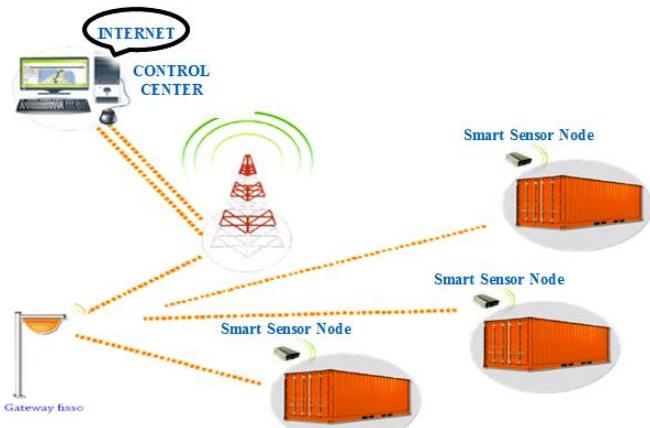 INTERNET
CONTROL
CENTER
Smart Sensor Node
Smart Sensor Node
Smart Sensor Node
Gateway fisso